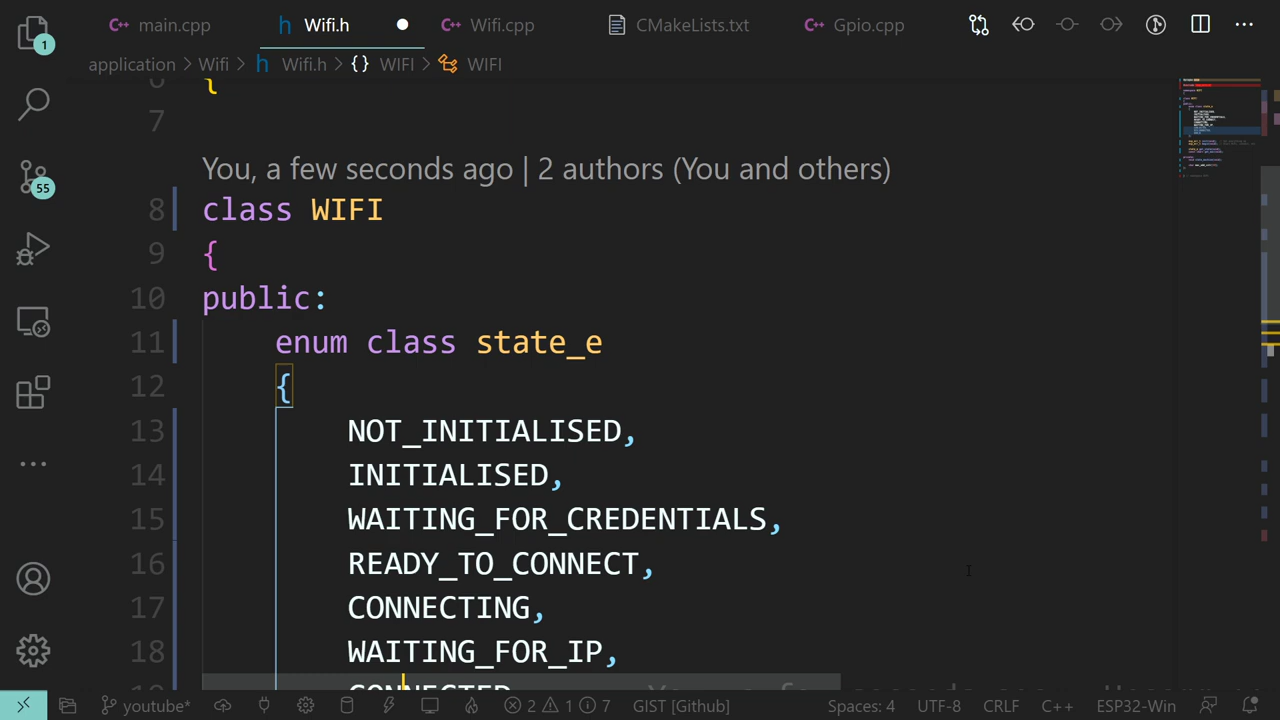 1
main.cpp
h Wifi.h
Wifi.cpp
CMakeLists.txt
Gpio.cpp
application > Wifi > h Wifi.h > {} WIFI > WIFI
{
7
You, a few seconds ago | 2 authors (You and others)
8 class WIFI
9 {
10 public:
11 enum class state_e
12 {
13 NOT_INITIALISED,
14 INITIALISED,
15 WAITING_FOR_CREDENTIALS,
16 READY_TO_CONNECT,
17 CONNECTING,
18 WAITING_FOR_IP,
CONNECTED
55
youtube*
2 1 7
GIST [Github]
Spaces: 4
UTF-8
CRLF
C++
ESP32-Win